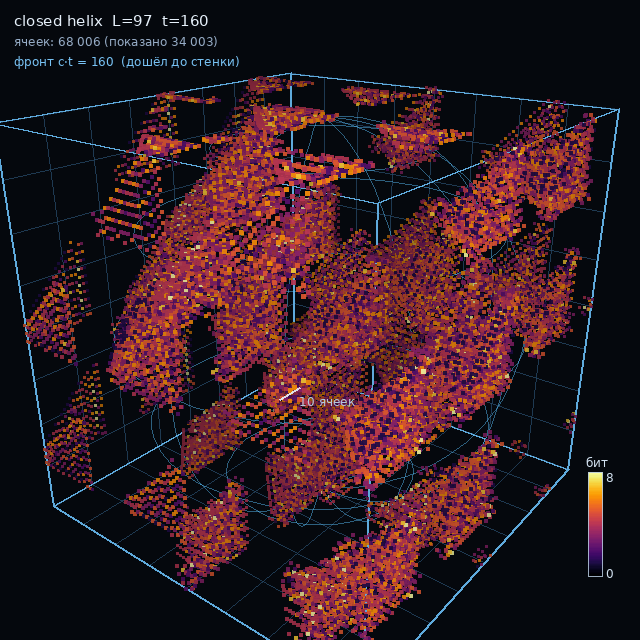 closed helix L=97 t=160
ячеек: 68 006 (показано 34 003)
фронт c·t = 160 (дошёл до стенки)
10 ячеек
бит
8
0